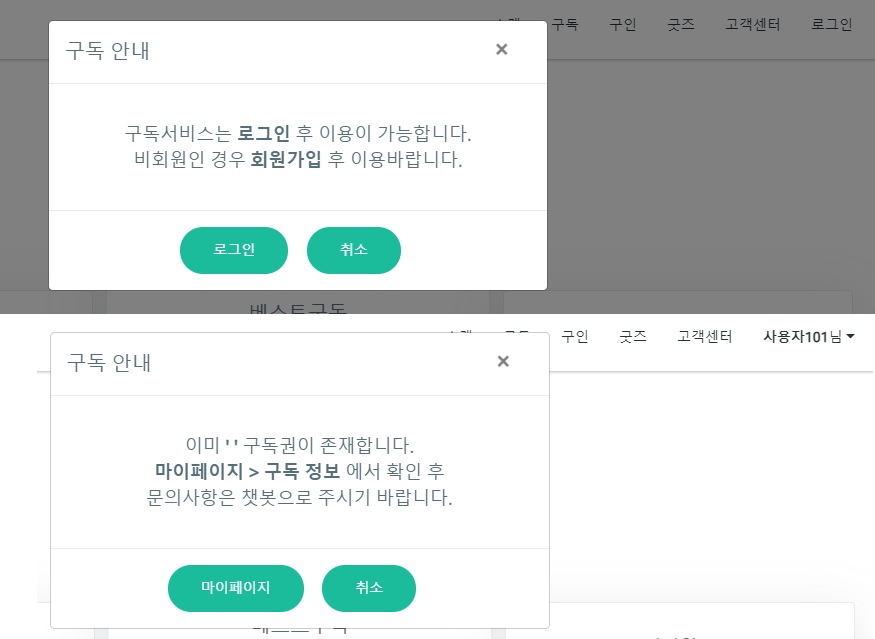 구독 구인 굿즈 고객센터 로그인
구독 안내 ×
구독서비스는 로그인 후 이용이 가능합니다.
비회원인 경우 회원가입 후 이용바랍니다.
로그인 취소
구인 굿즈 고객센터 사용자101님
구독 안내 ×
이미 ' ' 구독권이 존재합니다.
마이페이지 > 구독 정보 에서 확인 후
문의사항은 챗봇으로 주시기 바랍니다.
마이페이지 취소